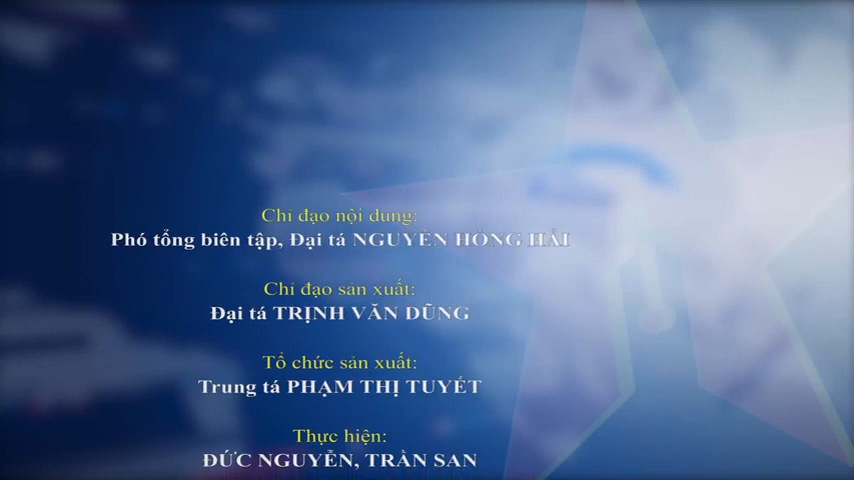 Chỉ đạo nội dung:
Phó tổng biên tập, Đại tá NGUYỄN HỒNG HẢI
Chỉ đạo sản xuất:
Đại tá TRỊNH VĂN DŨNG
Tổ chức sản xuất:
Trung tá PHẠM THỊ TUYẾT
Thực hiện:
ĐỨC NGUYỄN, TRẦN SAN